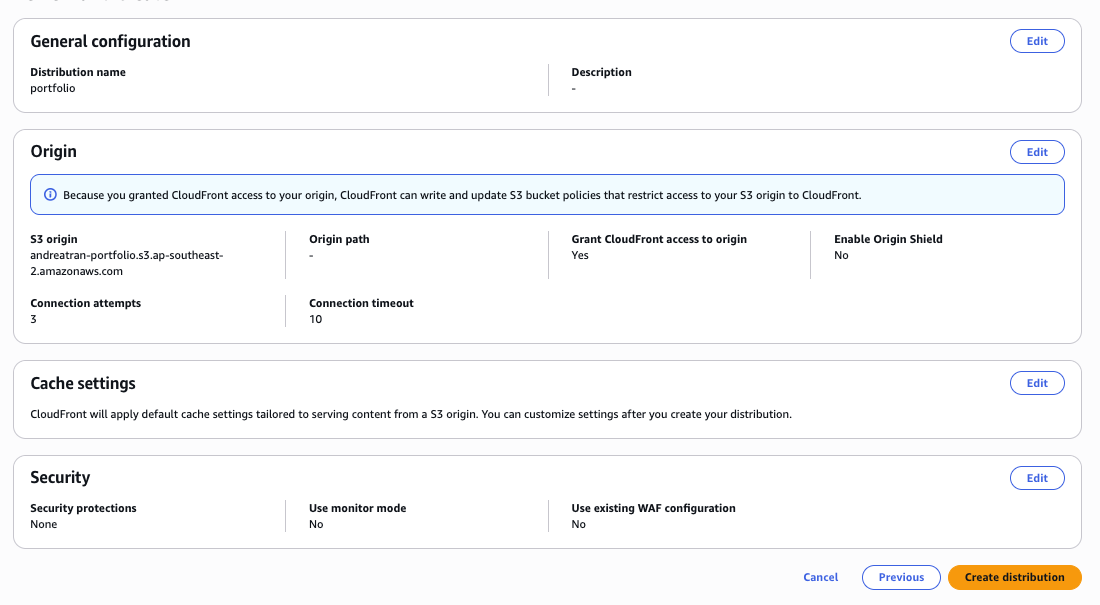 General configuration
Edit
Distribution name
portfolio
Description
-
Origin
Edit
Because you granted CloudFront access to your origin, CloudFront can write and update S3 bucket policies that restrict access to your S3 origin to CloudFront.
S3 origin
andreatran-portfolio.s3.ap-southeast-
2.amazonaws.com
Origin path
-
Grant CloudFront access to origin
Yes
Enable Origin Shield
No
Connection attempts
3
Connection timeout
10
Cache settings
Edit
CloudFront will apply default cache settings tailored to serving content from a S3 origin. You can customize settings after you create your distribution.
Security
Edit
Security protections
None
Use monitor mode
No
Use existing WAF configuration
No
Cancel
Previous
Create distribution